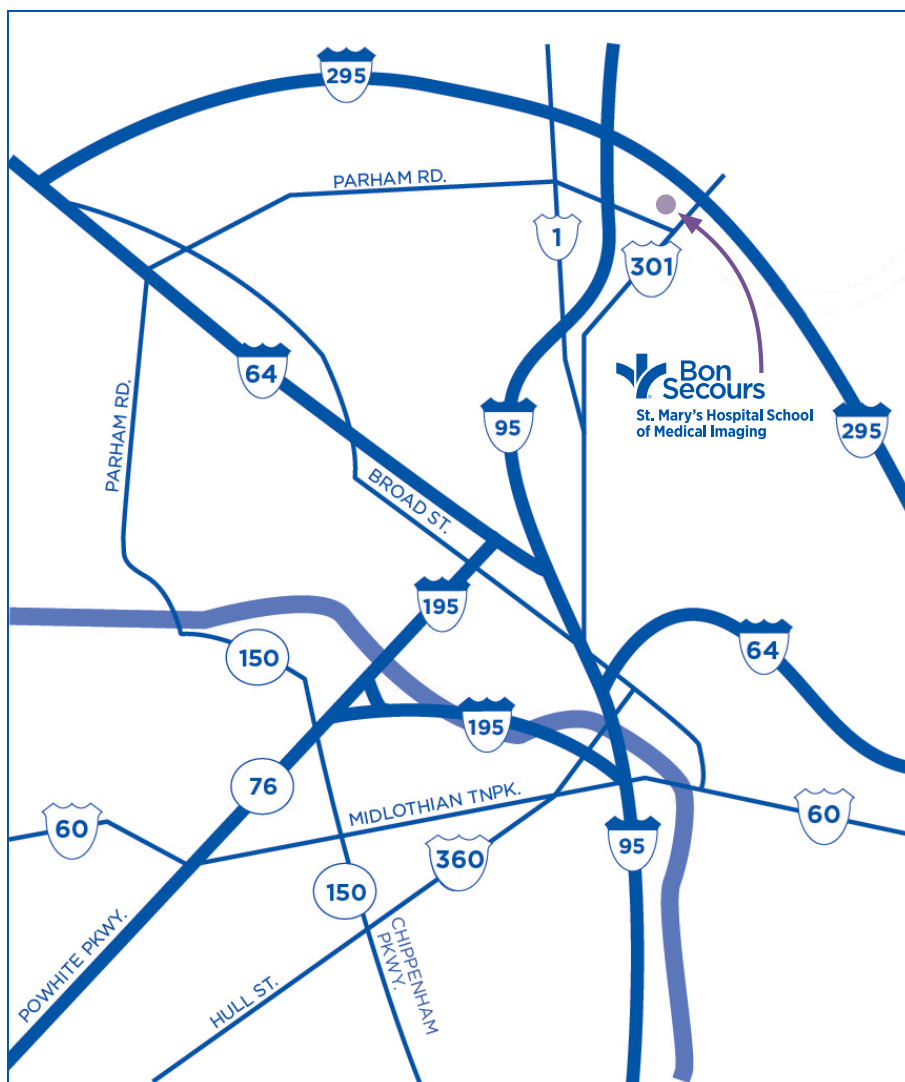 295
PARHAM RD.
1
301
64
Bon
Secours
St. Mary's Hospital School
of Medical Imaging
PARHAM RD.
95
295
BROAD ST.
195
150
64
195
76
MIDLOTHIAN TNPK.
60
60
95
360
150
POWHITE PKWY.
CHIPPENHAM
PKWY.
HULL ST.